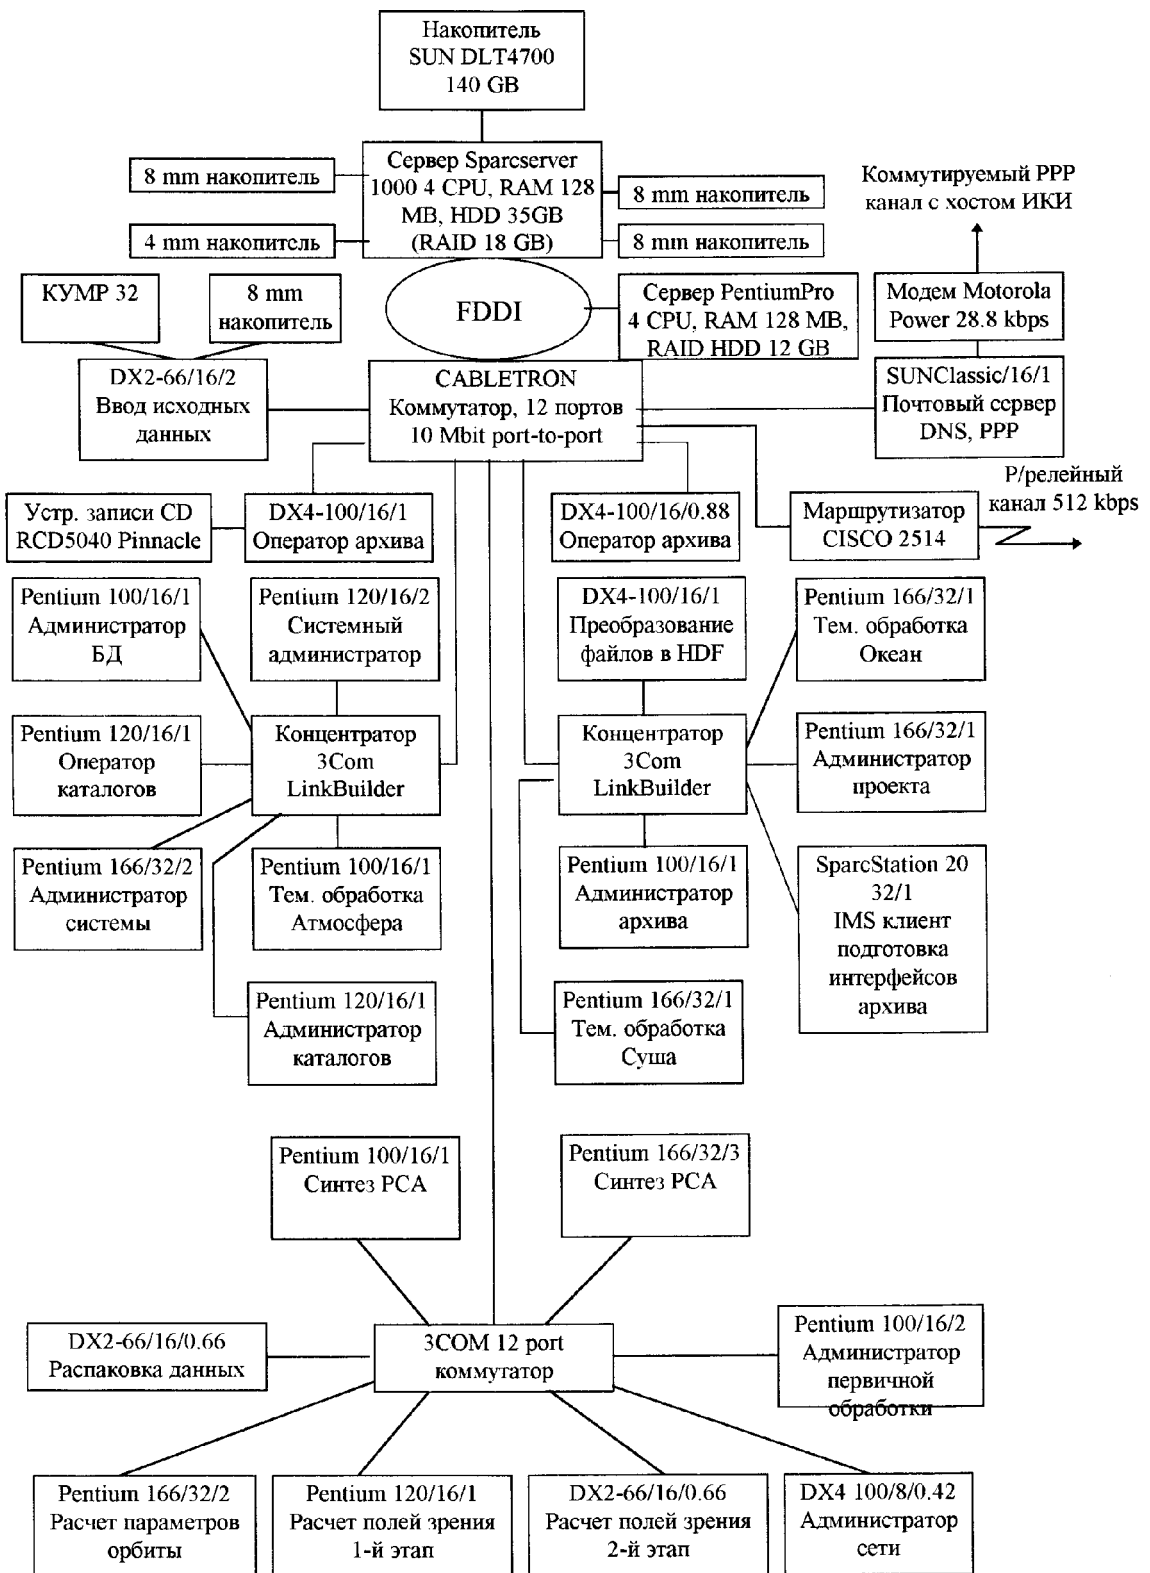 Накопитель
SUN DLT4700
140 GB
Сервер Sparcserver
1000 4 CPU, RAM 128
MB, HDD 35GB
(RAID 18 GB)
8 mm накопитель
4 mm накопитель
8 mm накопитель
8 mm накопитель
Коммутируемый PPP
канал с хостом ИКИ
КУМР 32
8 mm
накопитель
FDDI
Сервер PentiumPro
4 CPU, RAM 128 MB,
RAID HDD 12 GB
Модем Motorola
Power 28.8 kbps
DX2-66/16/2
Ввод исходных
данных
CABLETRON
Коммутатор, 12 портов
10 Mbit port-to-port
SUNClassic/16/1
Почтовый сервер
DNS, PPP
Р/релейный
канал 512 kbps
Устр. записи CD
RCD5040 Pinnacle
DX4-100/16/1
Оператор архива
DX4-100/16/0.88
Оператор архива
Маршрутизатор
CISCO 2514
Pentium 100/16/1
Администратор
БД
Pentium 120/16/2
Системный
администратор
DX4-100/16/1
Преобразование
файлов в HDF
Pentium 166/32/1
Тем. обработка
Океан
Pentium 120/16/1
Оператор
каталогов
Концентратор
3Com
LinkBuilder
Концентратор
3Com
LinkBuilder
Pentium 166/32/1
Администратор
проекта
Pentium 166/32/2
Администратор
системы
Pentium 100/16/1
Тем. обработка
Атмосфера
Pentium 100/16/1
Администратор
архива
SparcStation 20
32/1
IMS клиент
подготовка
интерфейсов
архива
Pentium 120/16/1
Администратор
каталогов
Pentium 166/32/1
Тем. обработка
Суша
Pentium 100/16/1
Синтез РСА
Pentium 166/32/3
Синтез РСА
DX2-66/16/0.66
Распаковка данных
3COM 12 port
коммутатор
Pentium 100/16/2
Администратор
первичной
обработки
Pentium 166/32/2
Расчет параметров
орбиты
Pentium 120/16/1
Расчет полей зрения
1-й этап
DX2-66/16/0.66
Расчет полей зрения
2-й этап
DX4 100/8/0.42
Администратор
сети